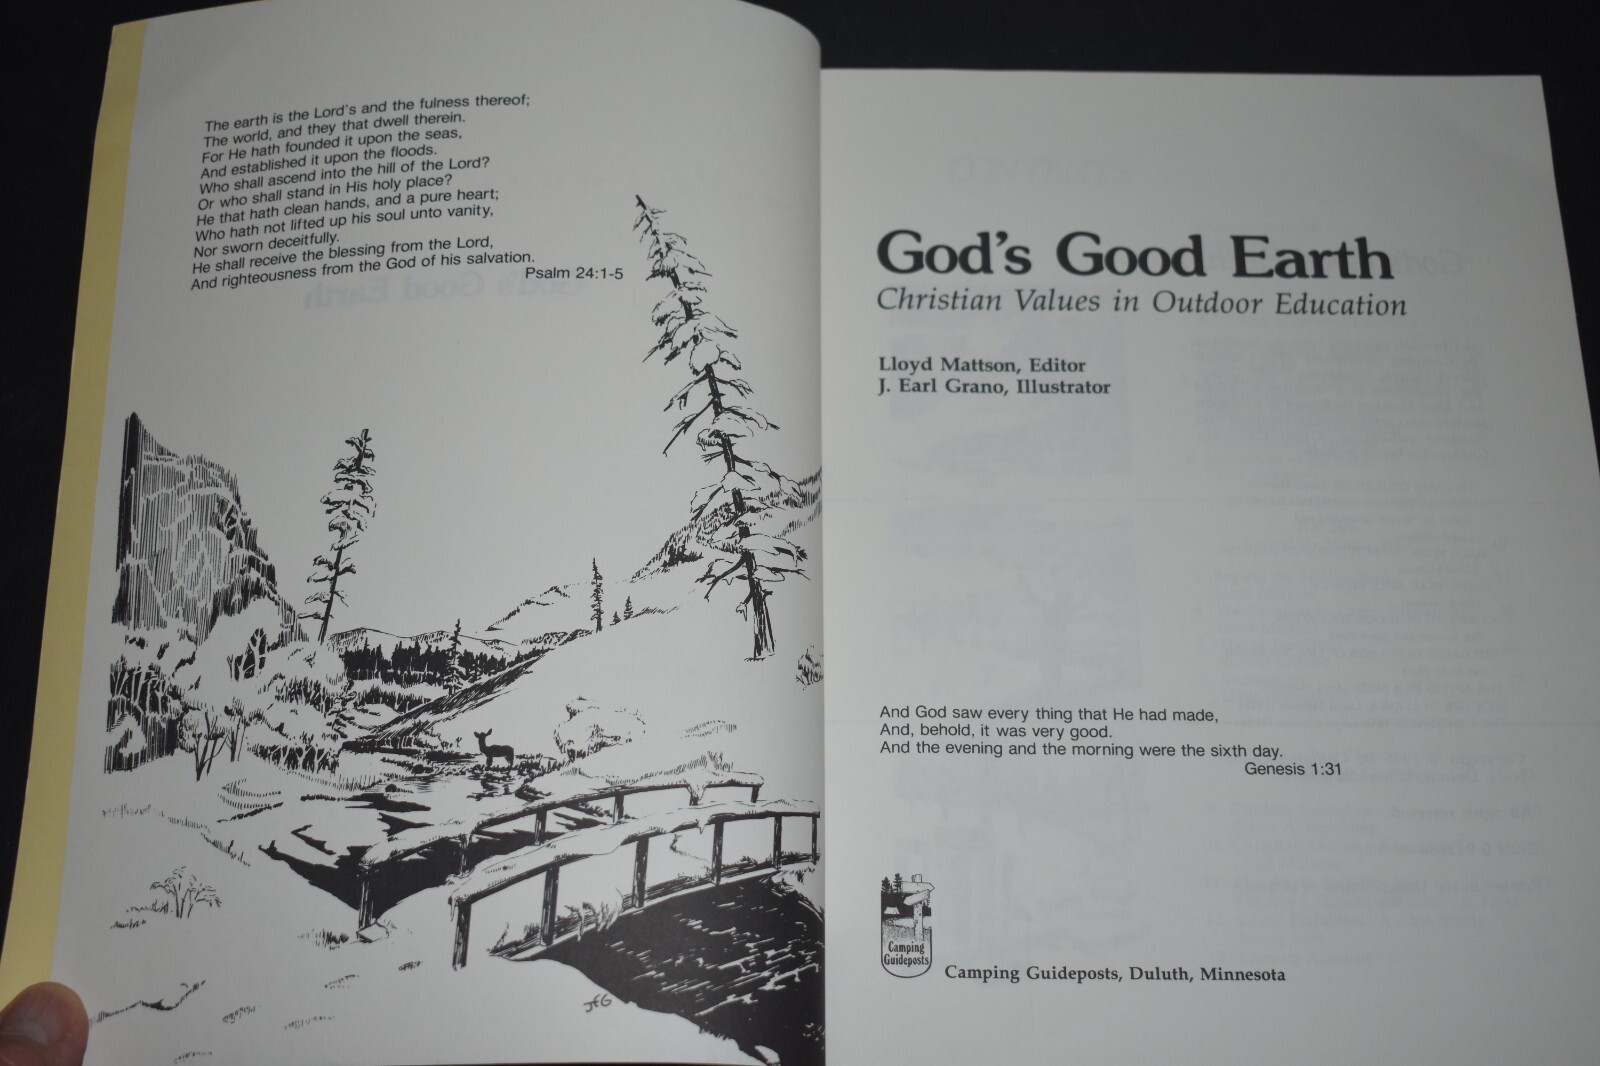 The earth is the Lord's and the fulness thereof;
The world, and they that dwell therein.
For He hath founded it upon the seas,
And established it upon the floods.
Who shall ascend into the hill of the Lord?
Or who shall stand in His holy place?
He that hath clean hands, and a pure heart;
Who hath not lifted up his soul unto vanity,
Nor sworn deceitfully.
He shall receive the blessing from the Lord,
And righteousness from the God of his salvation.
Psalm 24:1-5
God's Good Earth
JEG
God's Good Earth
Christian Values in Outdoor Education
Lloyd Mattson, Editor
J. Earl Grano, Illustrator
And God saw every thing that He had made,
And, behold, it was very good.
And the evening and the morning were the sixth day.
Genesis 1:31
Camping
Guideposts
Camping Guideposts, Duluth, Minnesota